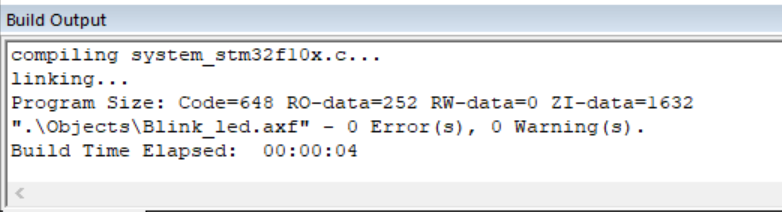 Build Output
compiling system_stm32f10x.c...
linking...
Program Size: Code=648 RO-data=252 RW-data=0 ZI-data=1632
".\Objects\Blink_led.axf" - 0 Error(s), 0 Warning(s).
Build Time Elapsed:  00:00:04